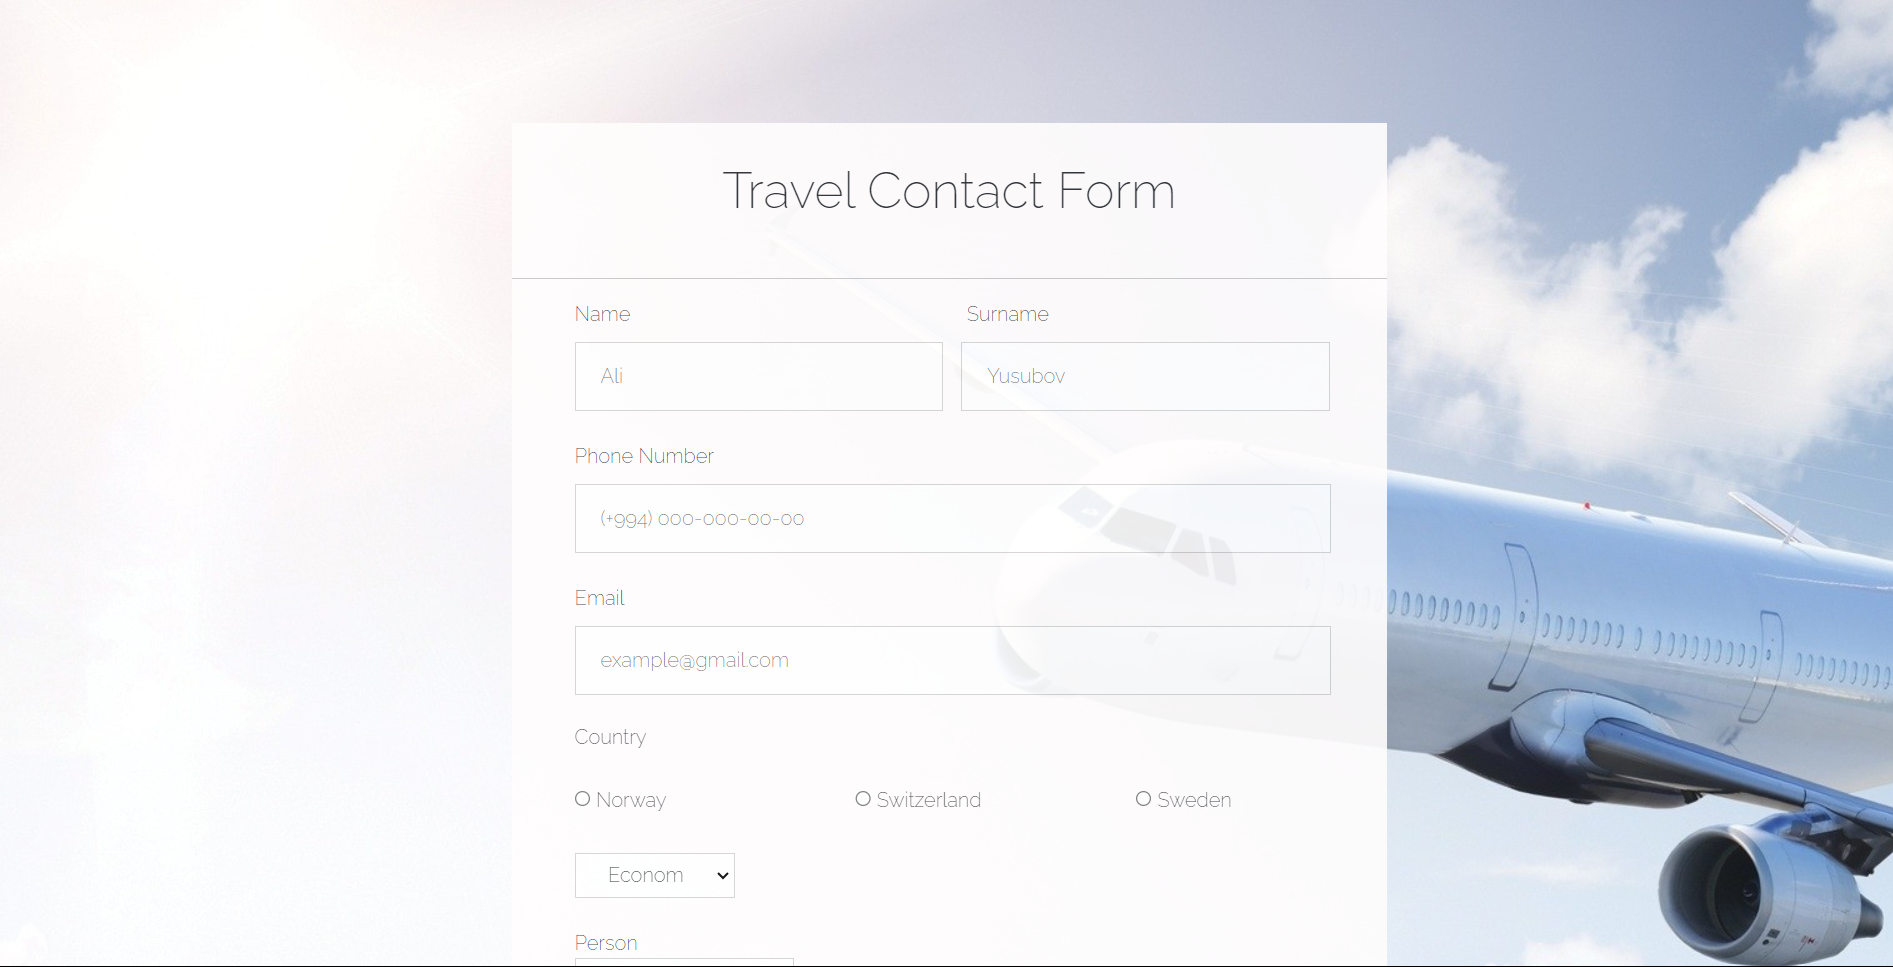 Travel Contact Form
Name Surname
Ali Yusubov
Phone Number
(+994) 000-000-00-00
Email
example@gmail.com
Country
Norway Switzerland Sweden
Econom
Person